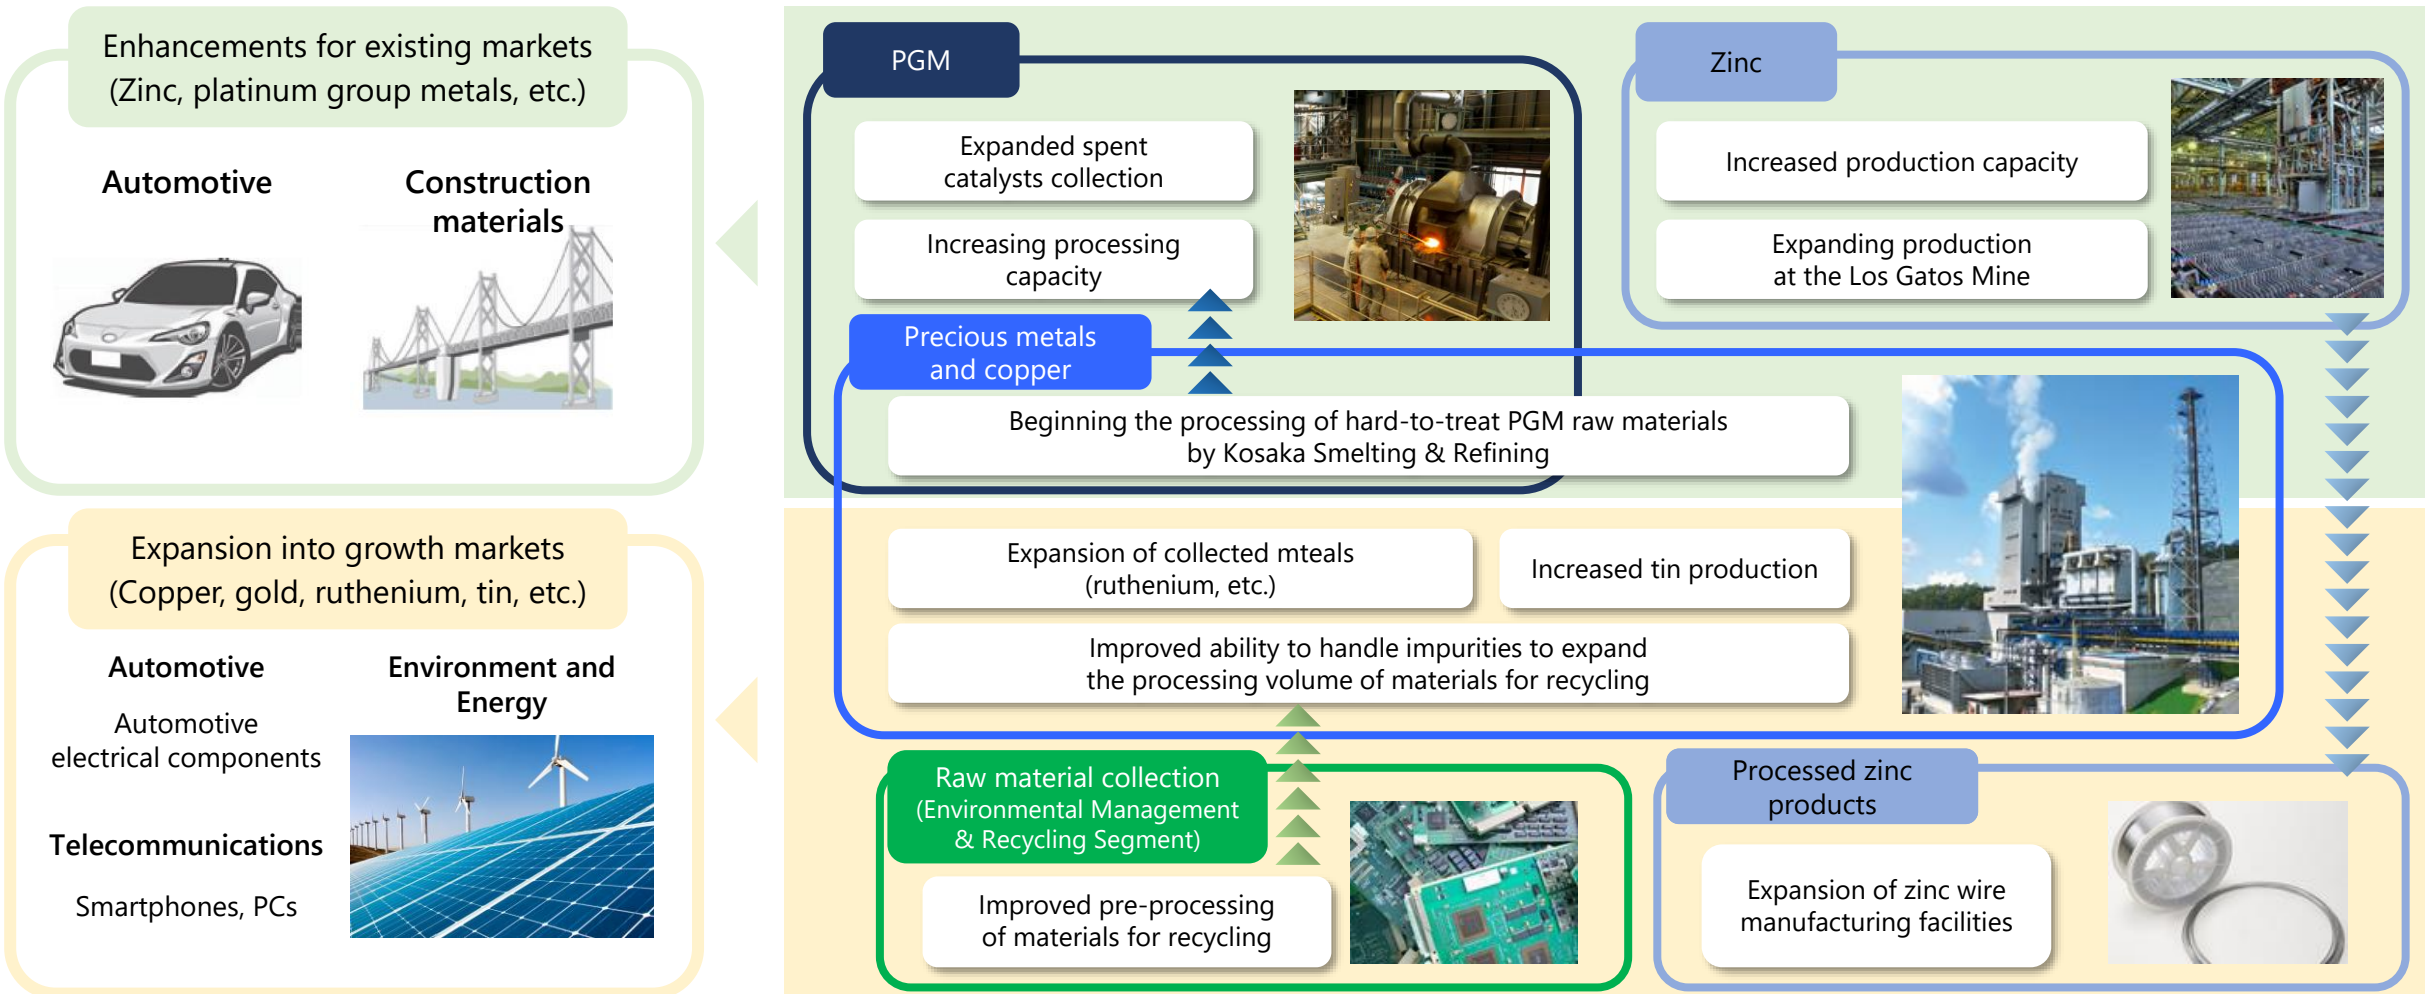 Enhancements for existing markets
(Zinc, platinum group metals, etc.)
Automotive
Construction
materials
Expansion into growth markets
(Copper, gold, ruthenium, tin, etc.)
Automotive
Automotive
electrical components
Environment and
Energy
Telecommunications
Smartphones, PCs
PGM
Expanded spent
catalysts collection
Increasing processing
capacity
Zinc
Increased production capacity
Expanding production
at the Los Gatos Mine
Precious metals
and copper
Beginning the processing of hard-to-treat PGM raw materials
by Kosaka Smelting & Refining
Expansion of collected mteals
(ruthenium, etc.)
Increased tin production
Improved ability to handle impurities to expand
the processing volume of materials for recycling
Raw material collection
(Environmental Management
& Recycling Segment)
Improved pre-processing
of materials for recycling
Processed zinc
products
Expansion of zinc wire
manufacturing facilities